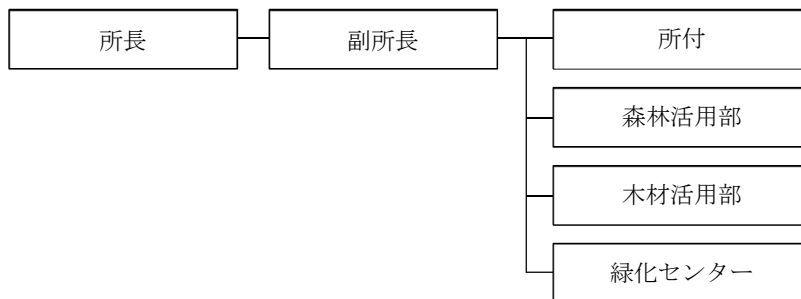 所長
副所長
所付
森林活用部
木材活用部
緑化センター